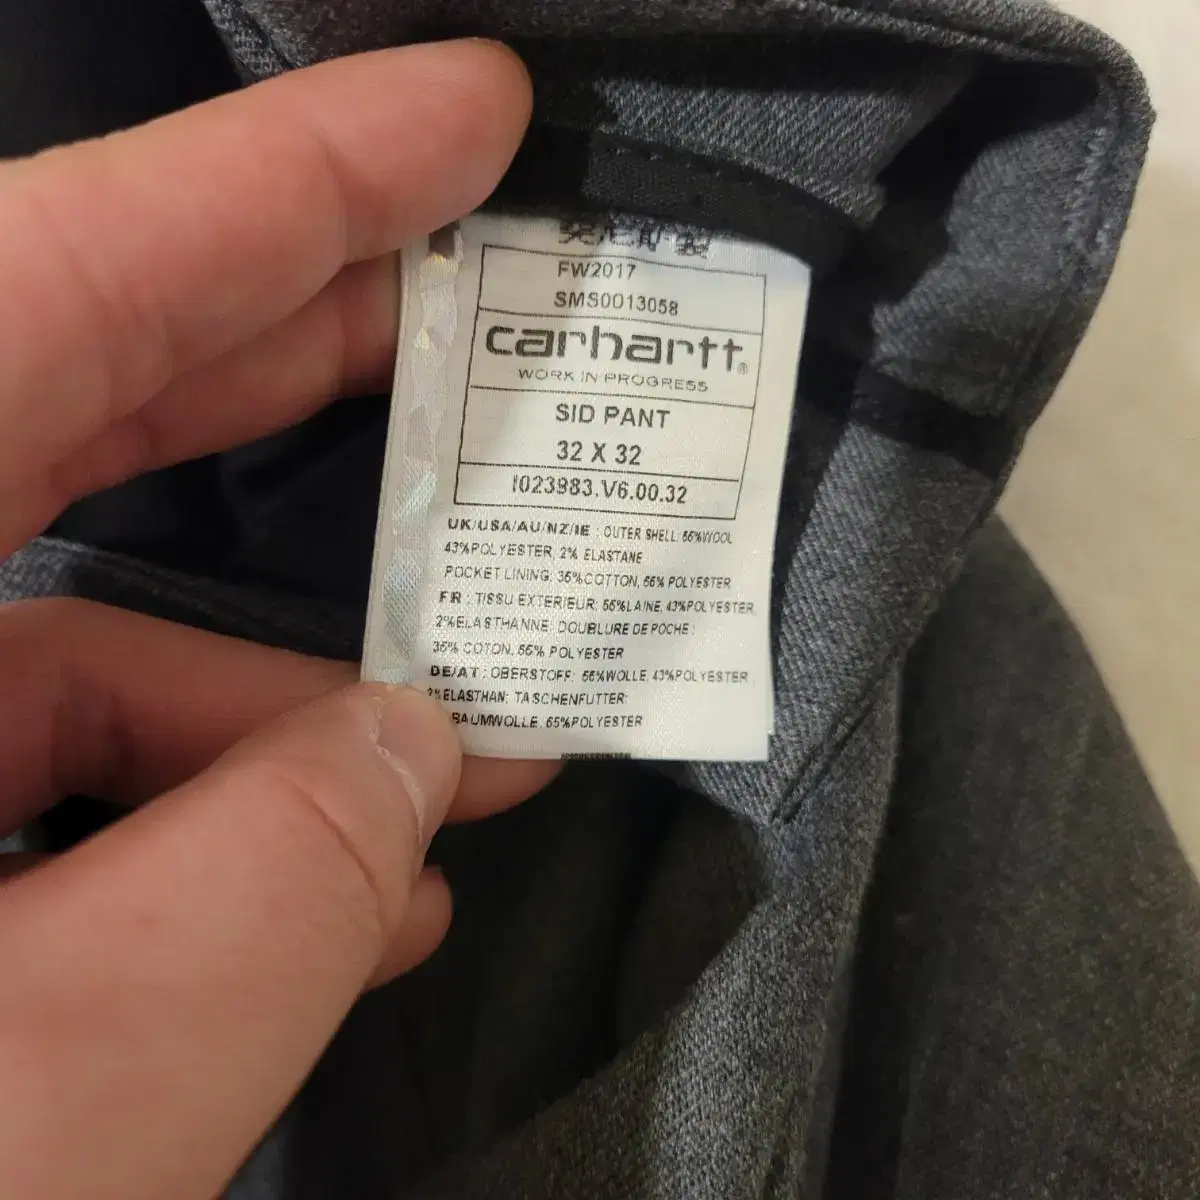 FW2017
SMS0013058
carhartt®
WORK IN PROGRESS
SID PANT
32 X 32
I023983.V6.00.32
UK/USA/AU/NZ/IE : OUTER SHELL: 55%WOOL
43%POLYESTER, 2% ELASTANE
POCKET LINING: 35%COTTON, 65% POLYESTER
FR : TISSU EXTERIEUR: 55%LAINE, 43%POLYESTER
2%ELASTHANNE; DOUBLURE DE POCHE :
35% COTON, 65% POLYESTER
DE/AT : OBERSTOFF: 55%WOLLE, 43%POLYESTER
2%ELASTHAN; TASCHENFUTTER:
BAUMWOLLE, 65%POLYESTER